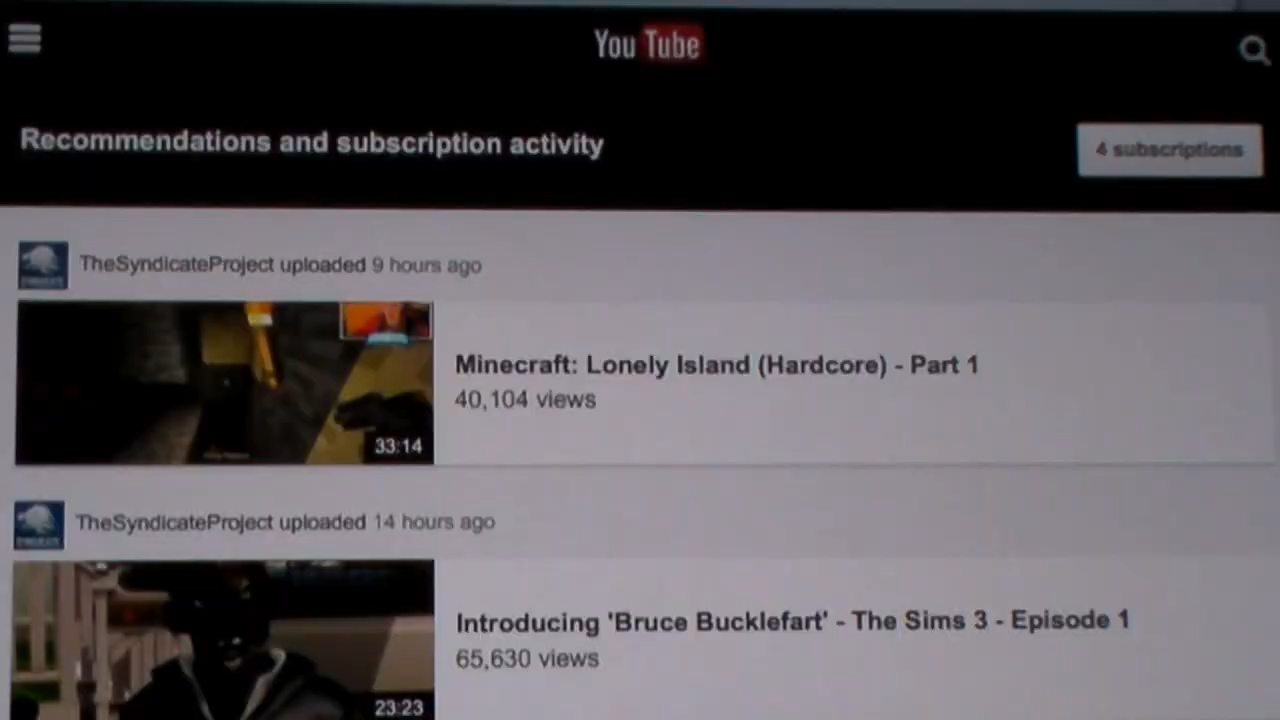 You Tube
Recommendations and subscription activity
4 subscriptions
TheSyndicateProject uploaded 9 hours ago
33:14
Minecraft: Lonely Island (Hardcore) - Part 1
40,104 views
TheSyndicateProject uploaded 14 hours ago
23:23
Introducing 'Bruce Bucklefart' - The Sims 3 - Episode 1
65,630 views